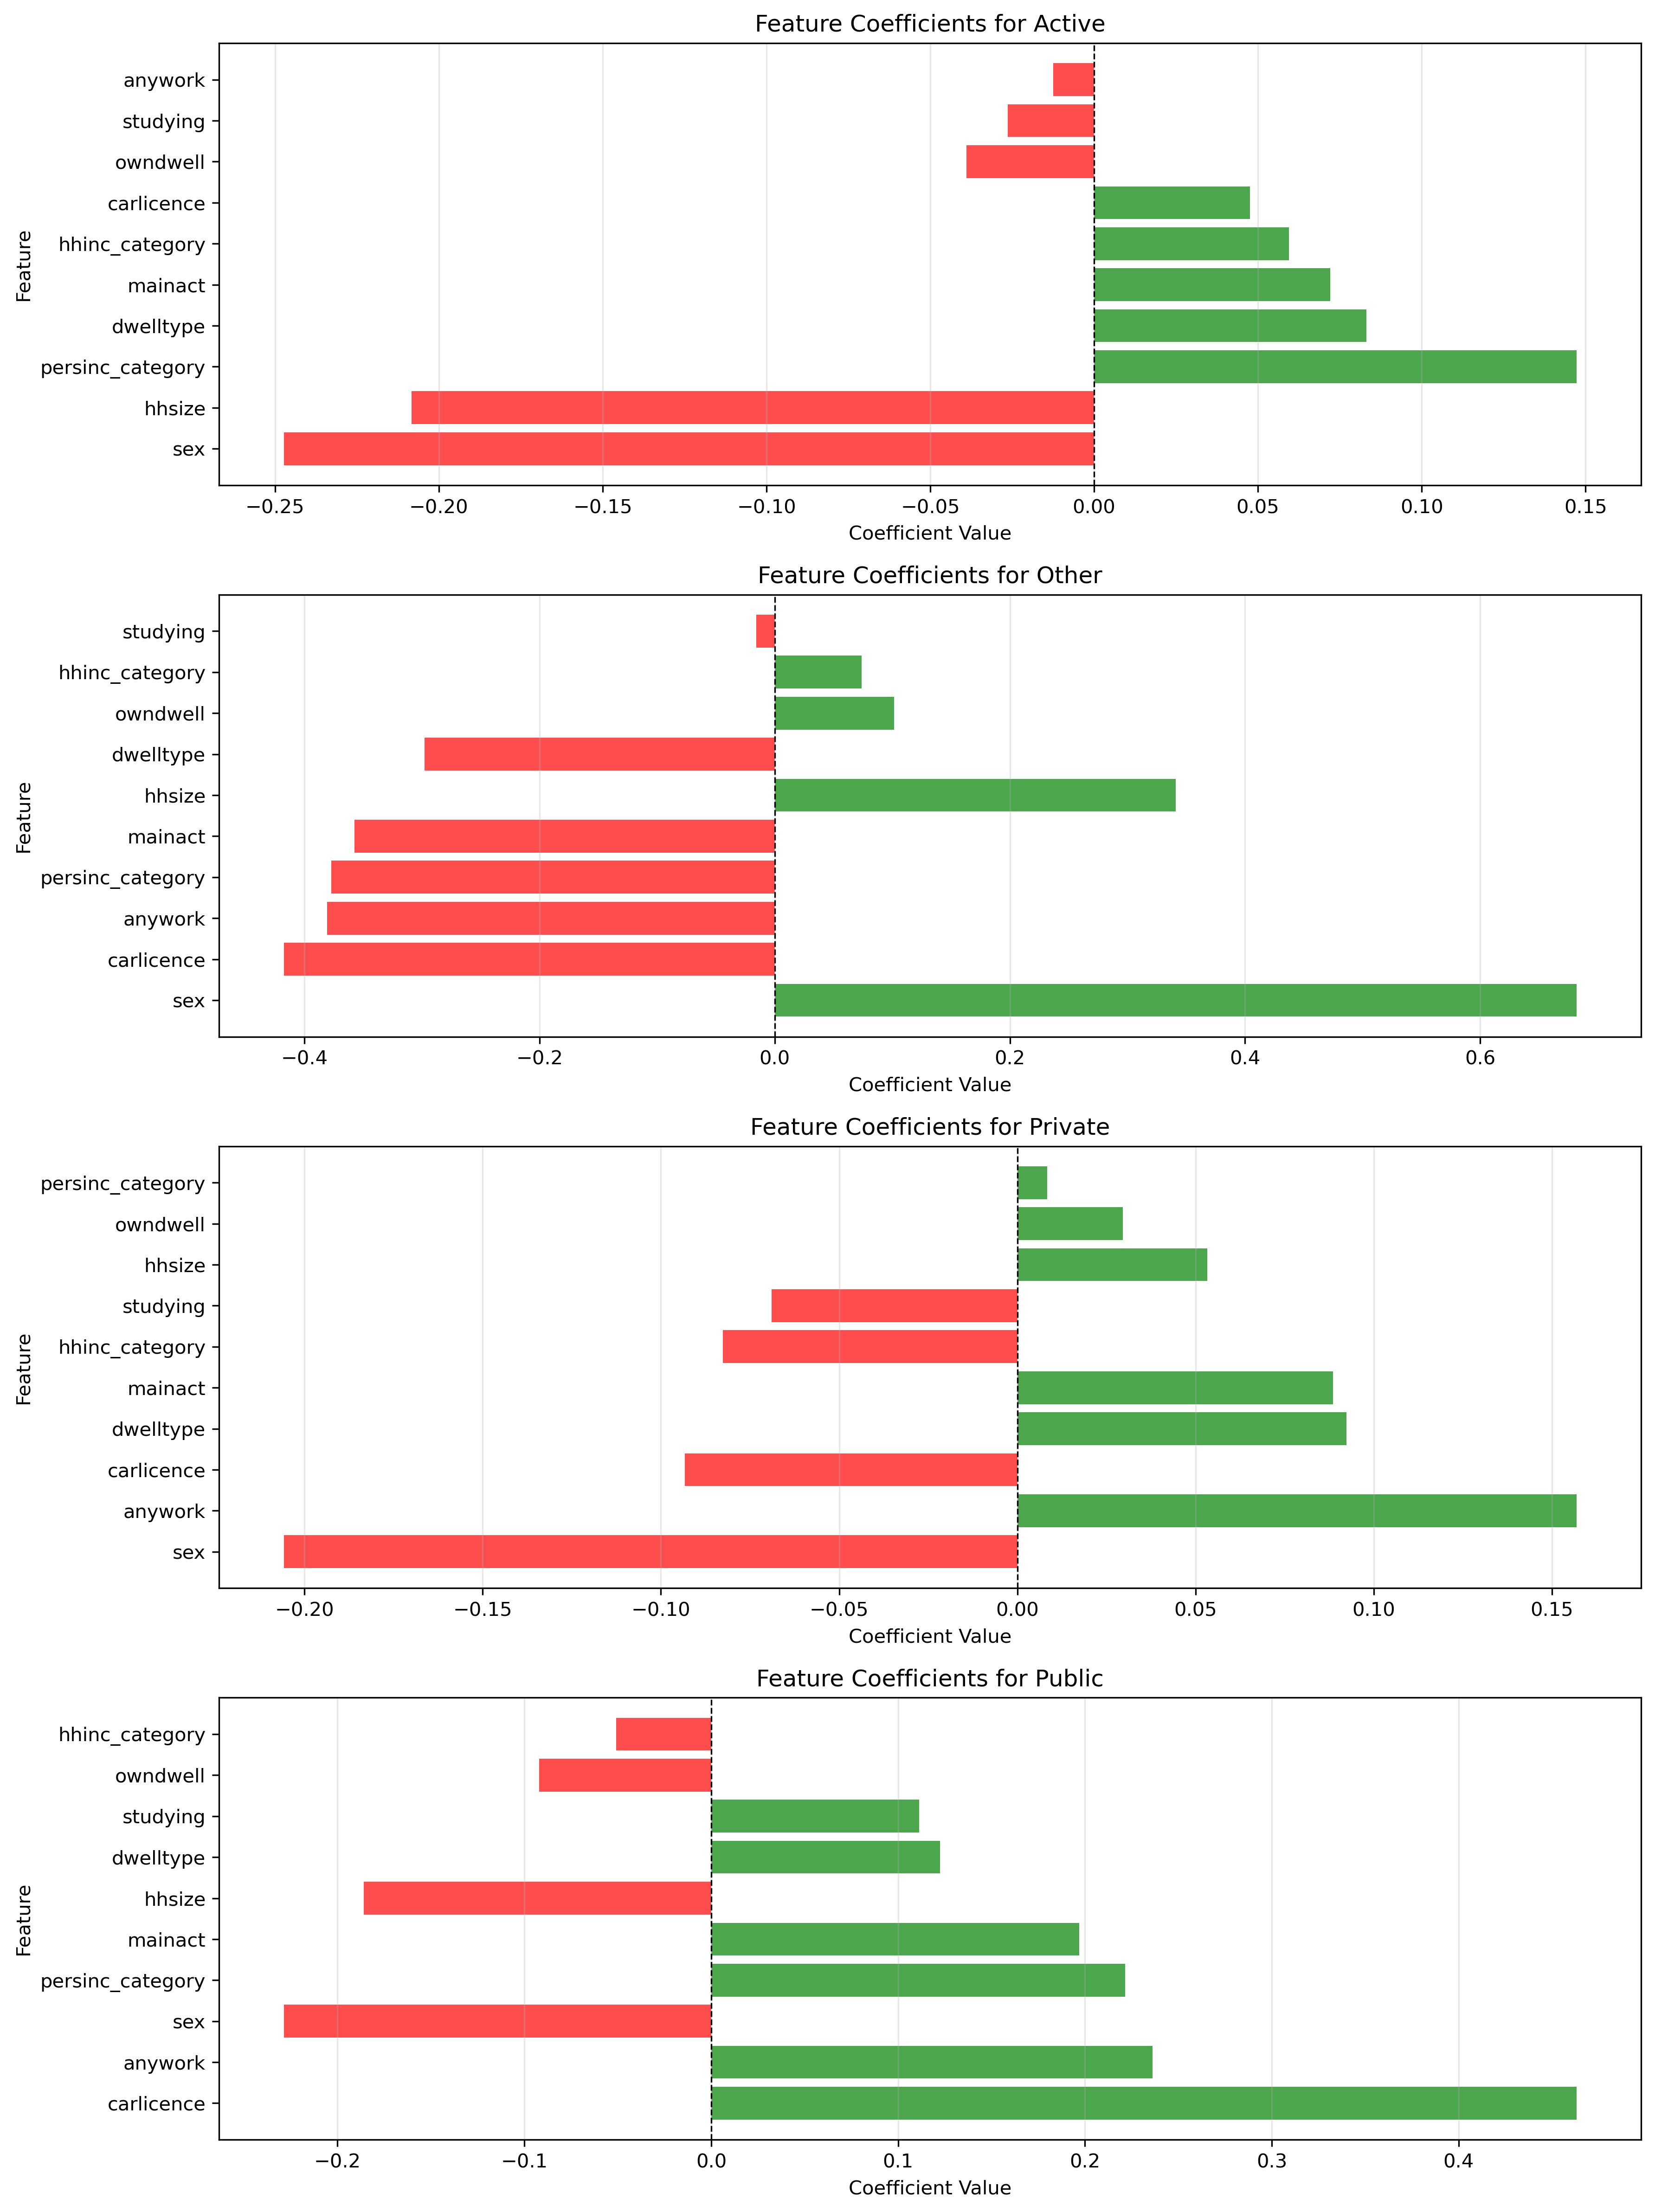 Feature Coefficients for Active
Feature
anywork
studying
owndwell
carlicence
hhinc_category
mainact
dwelltype
persinc_category
hhsize
sex
−0.25 −0.20 −0.15 −0.10 −0.05 0.00 0.05 0.10 0.15
Coefficient Value
Feature Coefficients for Other
Feature
studying
hhinc_category
owndwell
dwelltype
hhsize
mainact
persinc_category
anywork
carlicence
sex
−0.4 −0.2 0.0 0.2 0.4 0.6
Coefficient Value
Feature Coefficients for Private
Feature
persinc_category
owndwell
hhsize
studying
hhinc_category
mainact
dwelltype
carlicence
anywork
sex
−0.20 −0.15 −0.10 −0.05 0.00 0.05 0.10 0.15
Coefficient Value
Feature Coefficients for Public
Feature
hhinc_category
owndwell
studying
dwelltype
hhsize
mainact
persinc_category
sex
anywork
carlicence
−0.2 −0.1 0.0 0.1 0.2 0.3 0.4
Coefficient Value